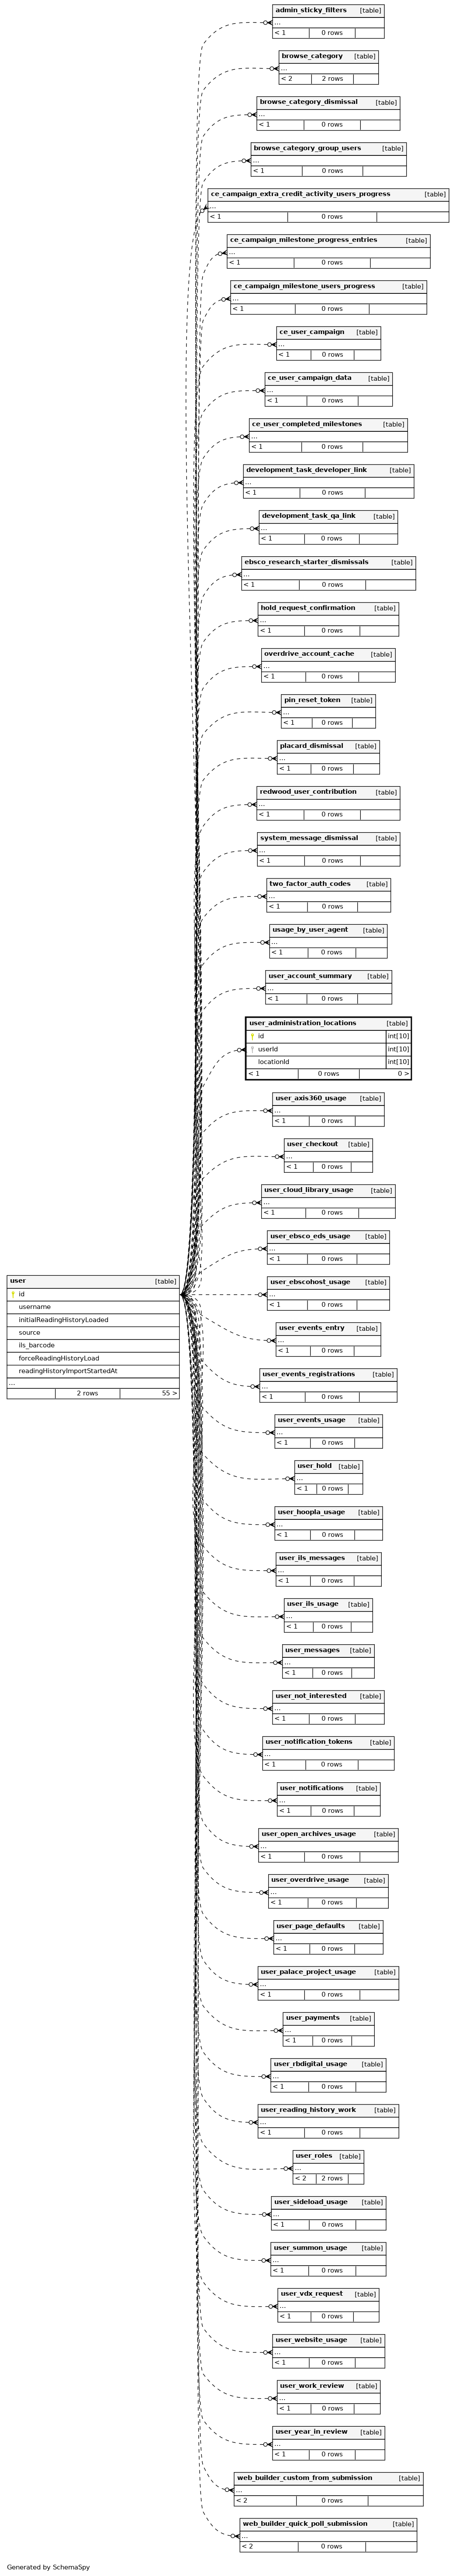 admin_sticky_filters [table]
...
< 1 0 rows
browse_category [table]
...
< 2 2 rows
browse_category_dismissal [table]
...
< 1 0 rows
browse_category_group_users [table]
...
< 1 0 rows
ce_campaign_extra_credit_activity_users_progress [table]
...
< 1 0 rows
ce_campaign_milestone_progress_entries [table]
...
< 1 0 rows
ce_campaign_milestone_users_progress [table]
...
< 1 0 rows
ce_user_campaign [table]
...
< 1 0 rows
ce_user_campaign_data [table]
...
< 1 0 rows
ce_user_completed_milestones [table]
...
< 1 0 rows
development_task_developer_link [table]
...
< 1 0 rows
development_task_qa_link [table]
...
< 1 0 rows
ebsco_research_starter_dismissals [table]
...
< 1 0 rows
hold_request_confirmation [table]
...
< 1 0 rows
overdrive_account_cache [table]
...
< 1 0 rows
pin_reset_token [table]
...
< 1 0 rows
placard_dismissal [table]
...
< 1 0 rows
redwood_user_contribution [table]
...
< 1 0 rows
system_message_dismissal [table]
...
< 1 0 rows
two_factor_auth_codes [table]
...
< 1 0 rows
usage_by_user_agent [table]
...
< 1 0 rows
user_account_summary [table]
...
< 1 0 rows
user_administration_locations [table]
id int[10]
userId int[10]
locationId int[10]
< 1 0 rows 0 >
user_axis360_usage [table]
...
< 1 0 rows
user_checkout [table]
...
< 1 0 rows
user_cloud_library_usage [table]
...
< 1 0 rows
user_ebsco_eds_usage [table]
...
< 1 0 rows
user [table]
id
username
initialReadingHistoryLoaded
source
ils_barcode
forceReadingHistoryLoad
readingHistoryImportStartedAt
...
2 rows 55 >
user_ebscohost_usage [table]
...
< 1 0 rows
user_events_entry [table]
...
< 1 0 rows
user_events_registrations [table]
...
< 1 0 rows
user_events_usage [table]
...
< 1 0 rows
user_hold [table]
...
< 1 0 rows
user_hoopla_usage [table]
...
< 1 0 rows
user_ils_messages [table]
...
< 1 0 rows
user_ils_usage [table]
...
< 1 0 rows
user_messages [table]
...
< 1 0 rows
user_not_interested [table]
...
< 1 0 rows
user_notification_tokens [table]
...
< 1 0 rows
user_notifications [table]
...
< 1 0 rows
user_open_archives_usage [table]
...
< 1 0 rows
user_overdrive_usage [table]
...
< 1 0 rows
user_page_defaults [table]
...
< 1 0 rows
user_palace_project_usage [table]
...
< 1 0 rows
user_payments [table]
...
< 1 0 rows
user_rbdigital_usage [table]
...
< 1 0 rows
user_reading_history_work [table]
...
< 1 0 rows
user_roles [table]
...
< 2 2 rows
user_sideload_usage [table]
...
< 1 0 rows
user_summon_usage [table]
...
< 1 0 rows
user_vdx_request [table]
...
< 1 0 rows
user_website_usage [table]
...
< 1 0 rows
user_work_review [table]
...
< 1 0 rows
user_year_in_review [table]
...
< 1 0 rows
web_builder_custom_from_submission [table]
...
< 2 0 rows
web_builder_quick_poll_submission [table]
...
< 2 0 rows
Generated by SchemaSpy